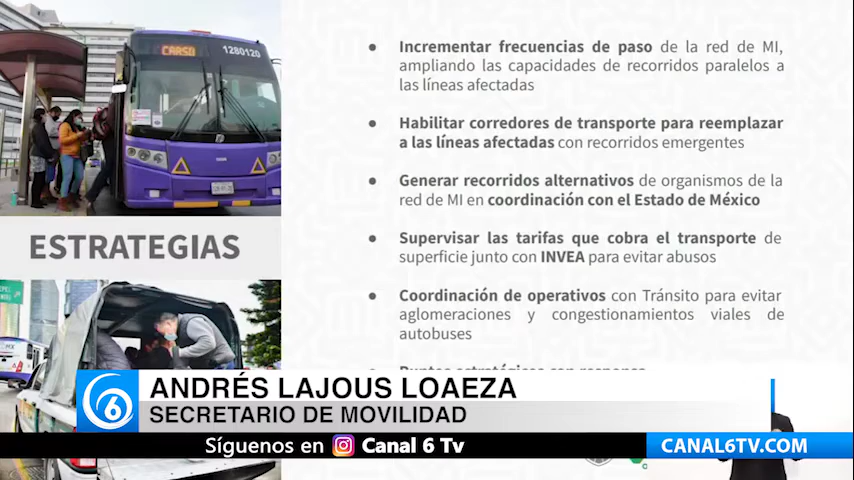 CARSO
1280120
● Incrementar frecuencias de paso de la red de MI,
ampliando las capacidades de recorridos paralelos a
las líneas afectadas
● Habilitar corredores de transporte para reemplazar
a las líneas afectadas con recorridos emergentes
● Generar recorridos alternativos de organismos de la
red de MI en coordinación con el Estado de México
ESTRATEGIAS
● Supervisar las tarifas que cobra el transporte de
superficie junto con INVEA para evitar abusos
● Coordinación de operativos con Tránsito para evitar
aglomeraciones y congestionamientos viales de
autobuses
6
ANDRÉS LAJOUS LOAEZA
SECRETARIO DE MOVILIDAD
Síguenos en Canal 6 Tv
CANAL6TV.COM